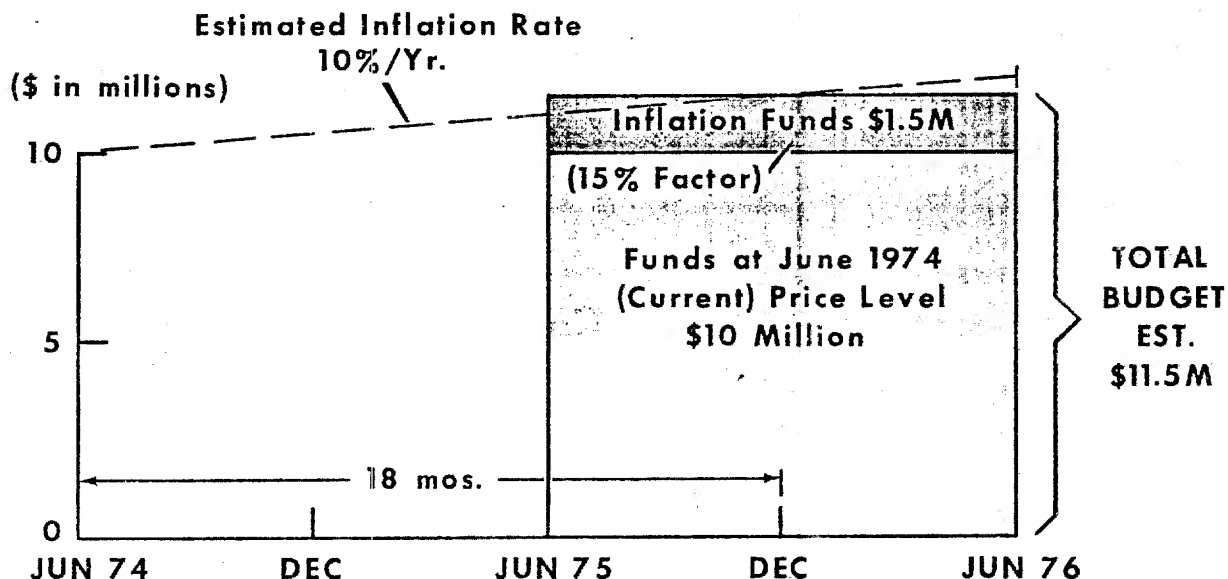 Estimated Inflation Rate
10%/Yr.
($ in millions)
Inflation Funds $1.5M
10
(15% Factor)
Funds at June 1974
(Current) Price Level
$10 Million
TOTAL
BUDGET
EST.
$11.5M
5
18 mos.
0
JUN 74 DEC JUN 75 DEC JUN 76